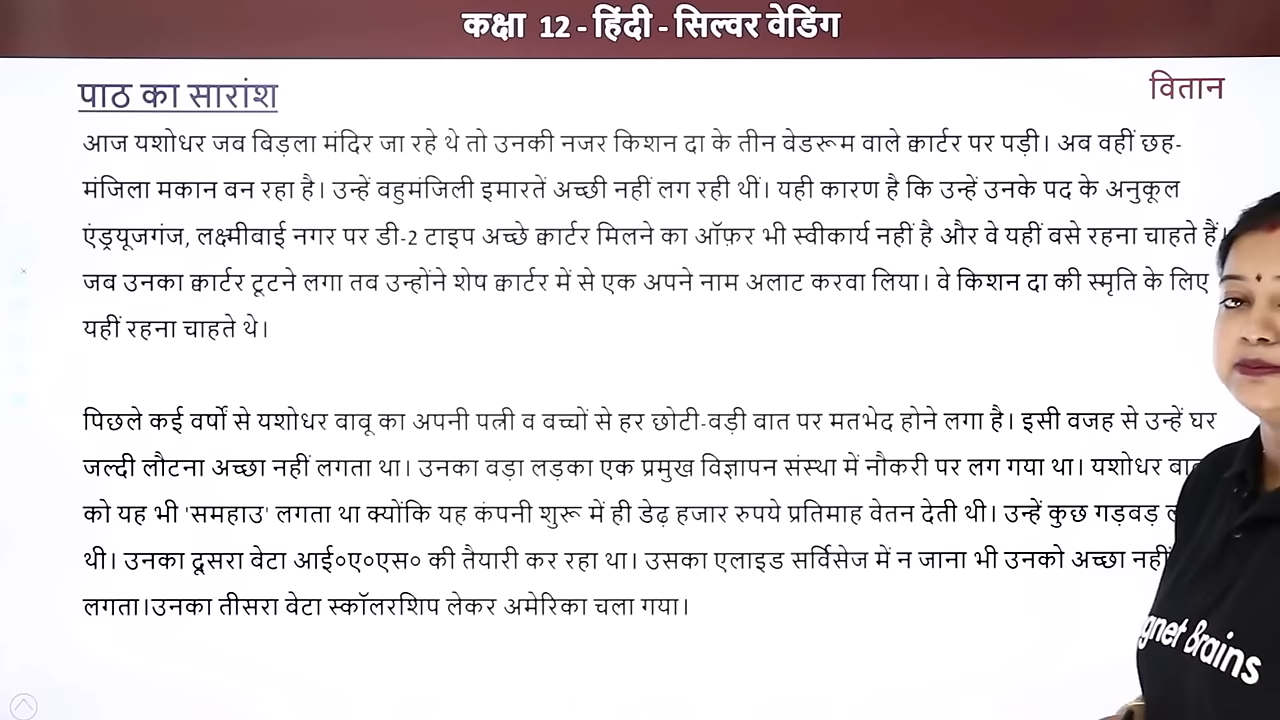 कक्षा 12 - हिंदी - सिल्वर वेडिंग
पाठ का सारांश
वितान
आज यशोधर जब विड़ला मंदिर जा रहे थे तो उनकी नजर किशन दा के तीन वेडरूम वाले क्वार्टर पर पड़ी। अब वहीं छह-
मंजिला मकान वन रहा है। उन्हें वहुमंजिली इमारतें अच्छी नहीं लग रही थीं। यही कारण है कि उन्हें उनके पद के अनुकूल
एंड्रयूजगंज, लक्ष्मीवाई नगर पर डी-2 टाइप अच्छे क्वार्टर मिलने का ऑफ़र भी स्वीकार्य नहीं है और वे यहीं वसे रहना चाहते हैं।
जब उनका क्वार्टर टूटने लगा तव उन्होंने शेप क्वार्टर में से एक अपने नाम अलाट करवा लिया। वे किशन दा की स्मृति के लिए
यहीं रहना चाहते थे।
पिछले कई वर्षों से यशोधर वावू का अपनी पत्नी व वच्चों से हर छोटी-वड़ी वात पर मतभेद होने लगा है। इसी वजह से उन्हें घर
जल्दी लौटना अच्छा नहीं लगता था। उनका वड़ा लड़का एक प्रमुख विज्ञापन संस्था में नौकरी पर लग गया था। यशोधर
को यह भी 'समहाउ' लगता था क्योंकि यह कंपनी शुरू में ही डेढ़ हजार रुपये प्रतिमाह वेतन देती थी। उन्हें कुछ गड़वड़
थी। उनका दूसरा वेटा आई०ए०एस० की तैयारी कर रहा था। उसका एलाइड सर्विसेज में न जाना भी उनको अच्छा नहीं
लगता।उनका तीसरा वेटा स्कॉलरशिप लेकर अमेरिका चला गया।
Brains